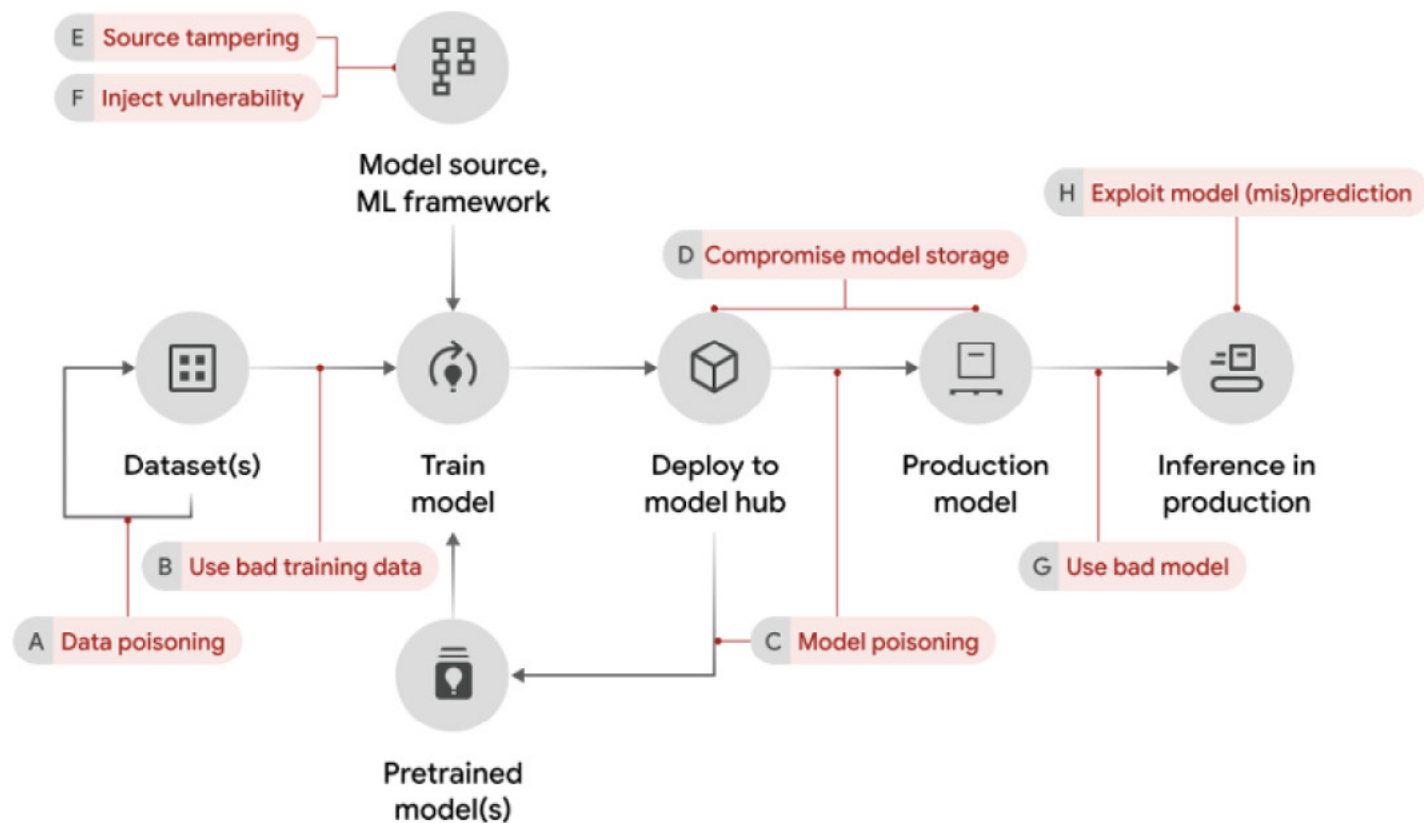 E Source tampering
F Inject vulnerability
Model source,
ML framework
H Exploit model (mis)prediction
D Compromise model storage
Dataset(s)
Train
model
Deploy to
model hub
Production
model
Inference in
production
B Use bad training data
G Use bad model
A Data poisoning
C Model poisoning
Pretrained
model(s)